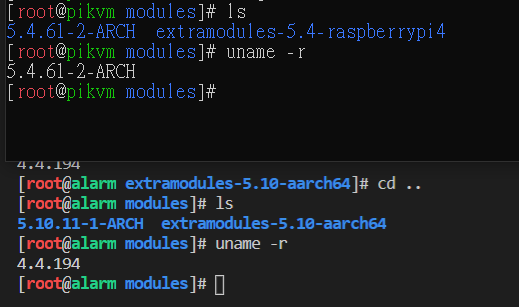 [root@pikvm modules]# ls
5.4.61-2-ARCH  extramodules-5.4-raspberrypi4
[root@pikvm modules]# uname -r
5.4.61-2-ARCH
[root@pikvm modules]#
4.4.194
[root@alarm extramodules-5.10-aarch64]# cd ..
[root@alarm modules]# ls
5.10.11-1-ARCH  extramodules-5.10-aarch64
[root@alarm modules]# uname -r
4.4.194
[root@alarm modules]#